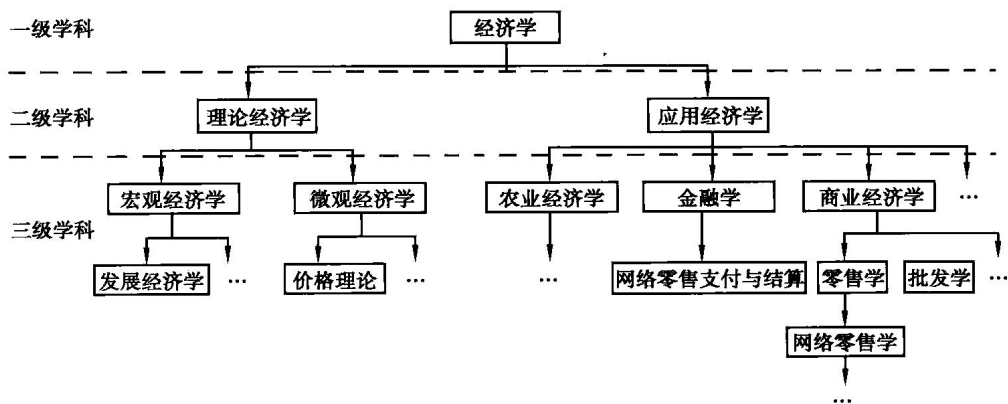 一级学科
经济学
二级学科
理论经济学
应用经济学
三级学科
宏观经济学
微观经济学
农业经济学
金融学
商业经济学
…
发展经济学
…
价格理论
…
…
网络零售支付与结算
零售学
批发学
…
网络零售学
…